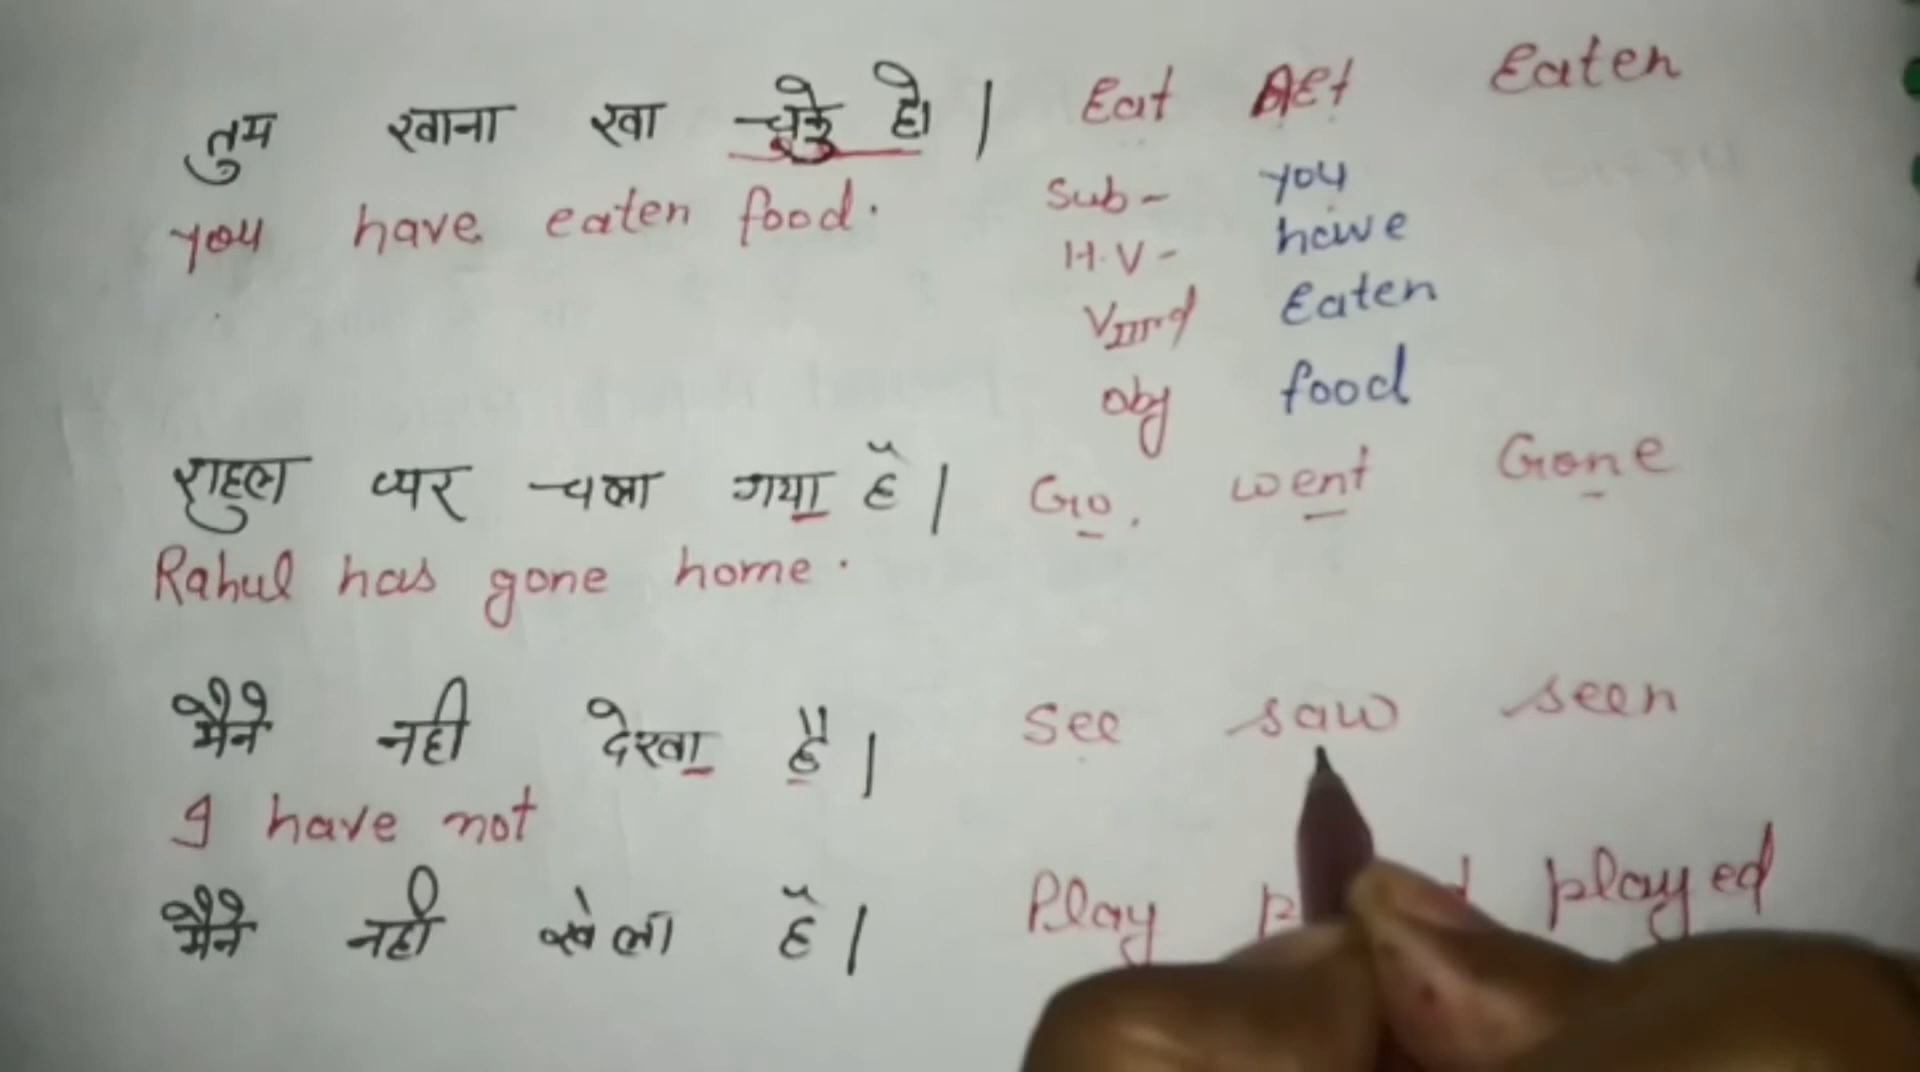 तुम खाना खा चुके हो। Eat Eaten
you have eaten food. Sub- you
H.V- have
VIIIrd Eaten
obj food
राहुल घर चला गया है। Go. went Gone
Rahul has gone home.
मैने नही देखा है। See saw seen
I have not
मैने नही खेला है। Play played